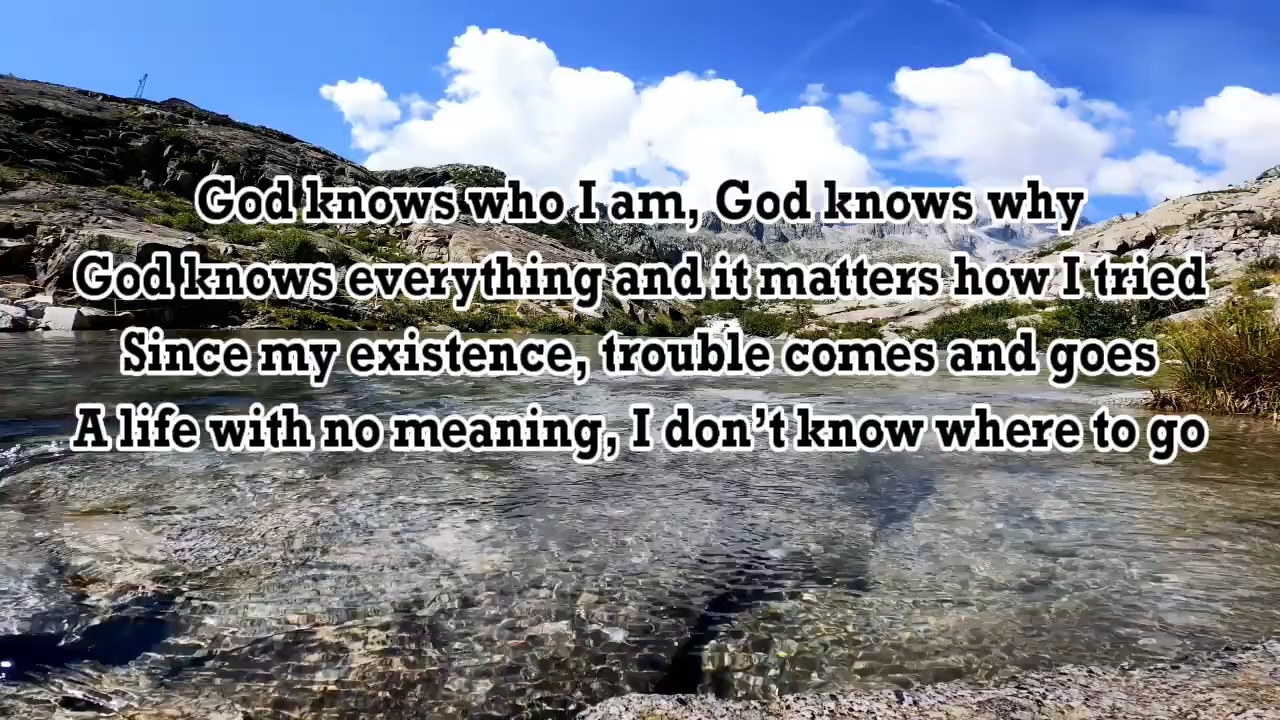 God knows who I am, God knows why
God knows everything and it matters how I tried
Since my existence, trouble comes and goes
A life with no meaning, I don’t know where to go